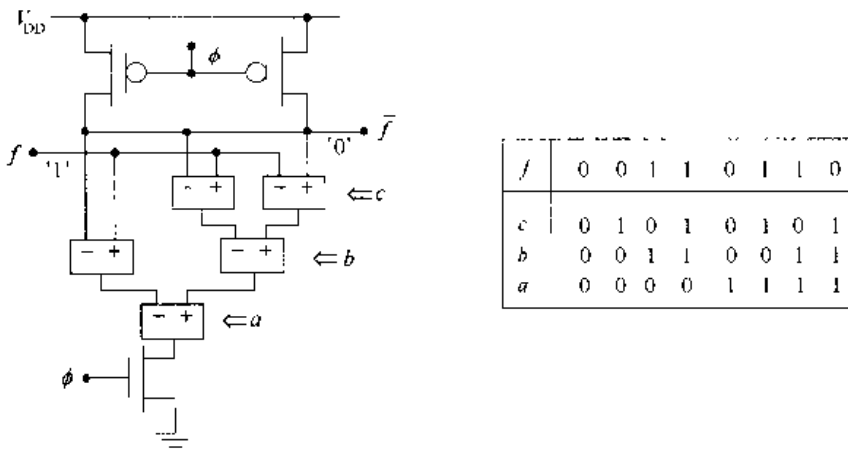 V_DD
ϕ
f̄
f
'1'
'0'
- +
- +
⇐ c
- +
- +
⇐ b
- +
⇐ a
ϕ
f 0 0 1 1 0 1 1 0
c 0 1 0 1 0 1 0 1
b 0 0 1 1 0 0 1 1
a 0 0 0 0 1 1 1 1